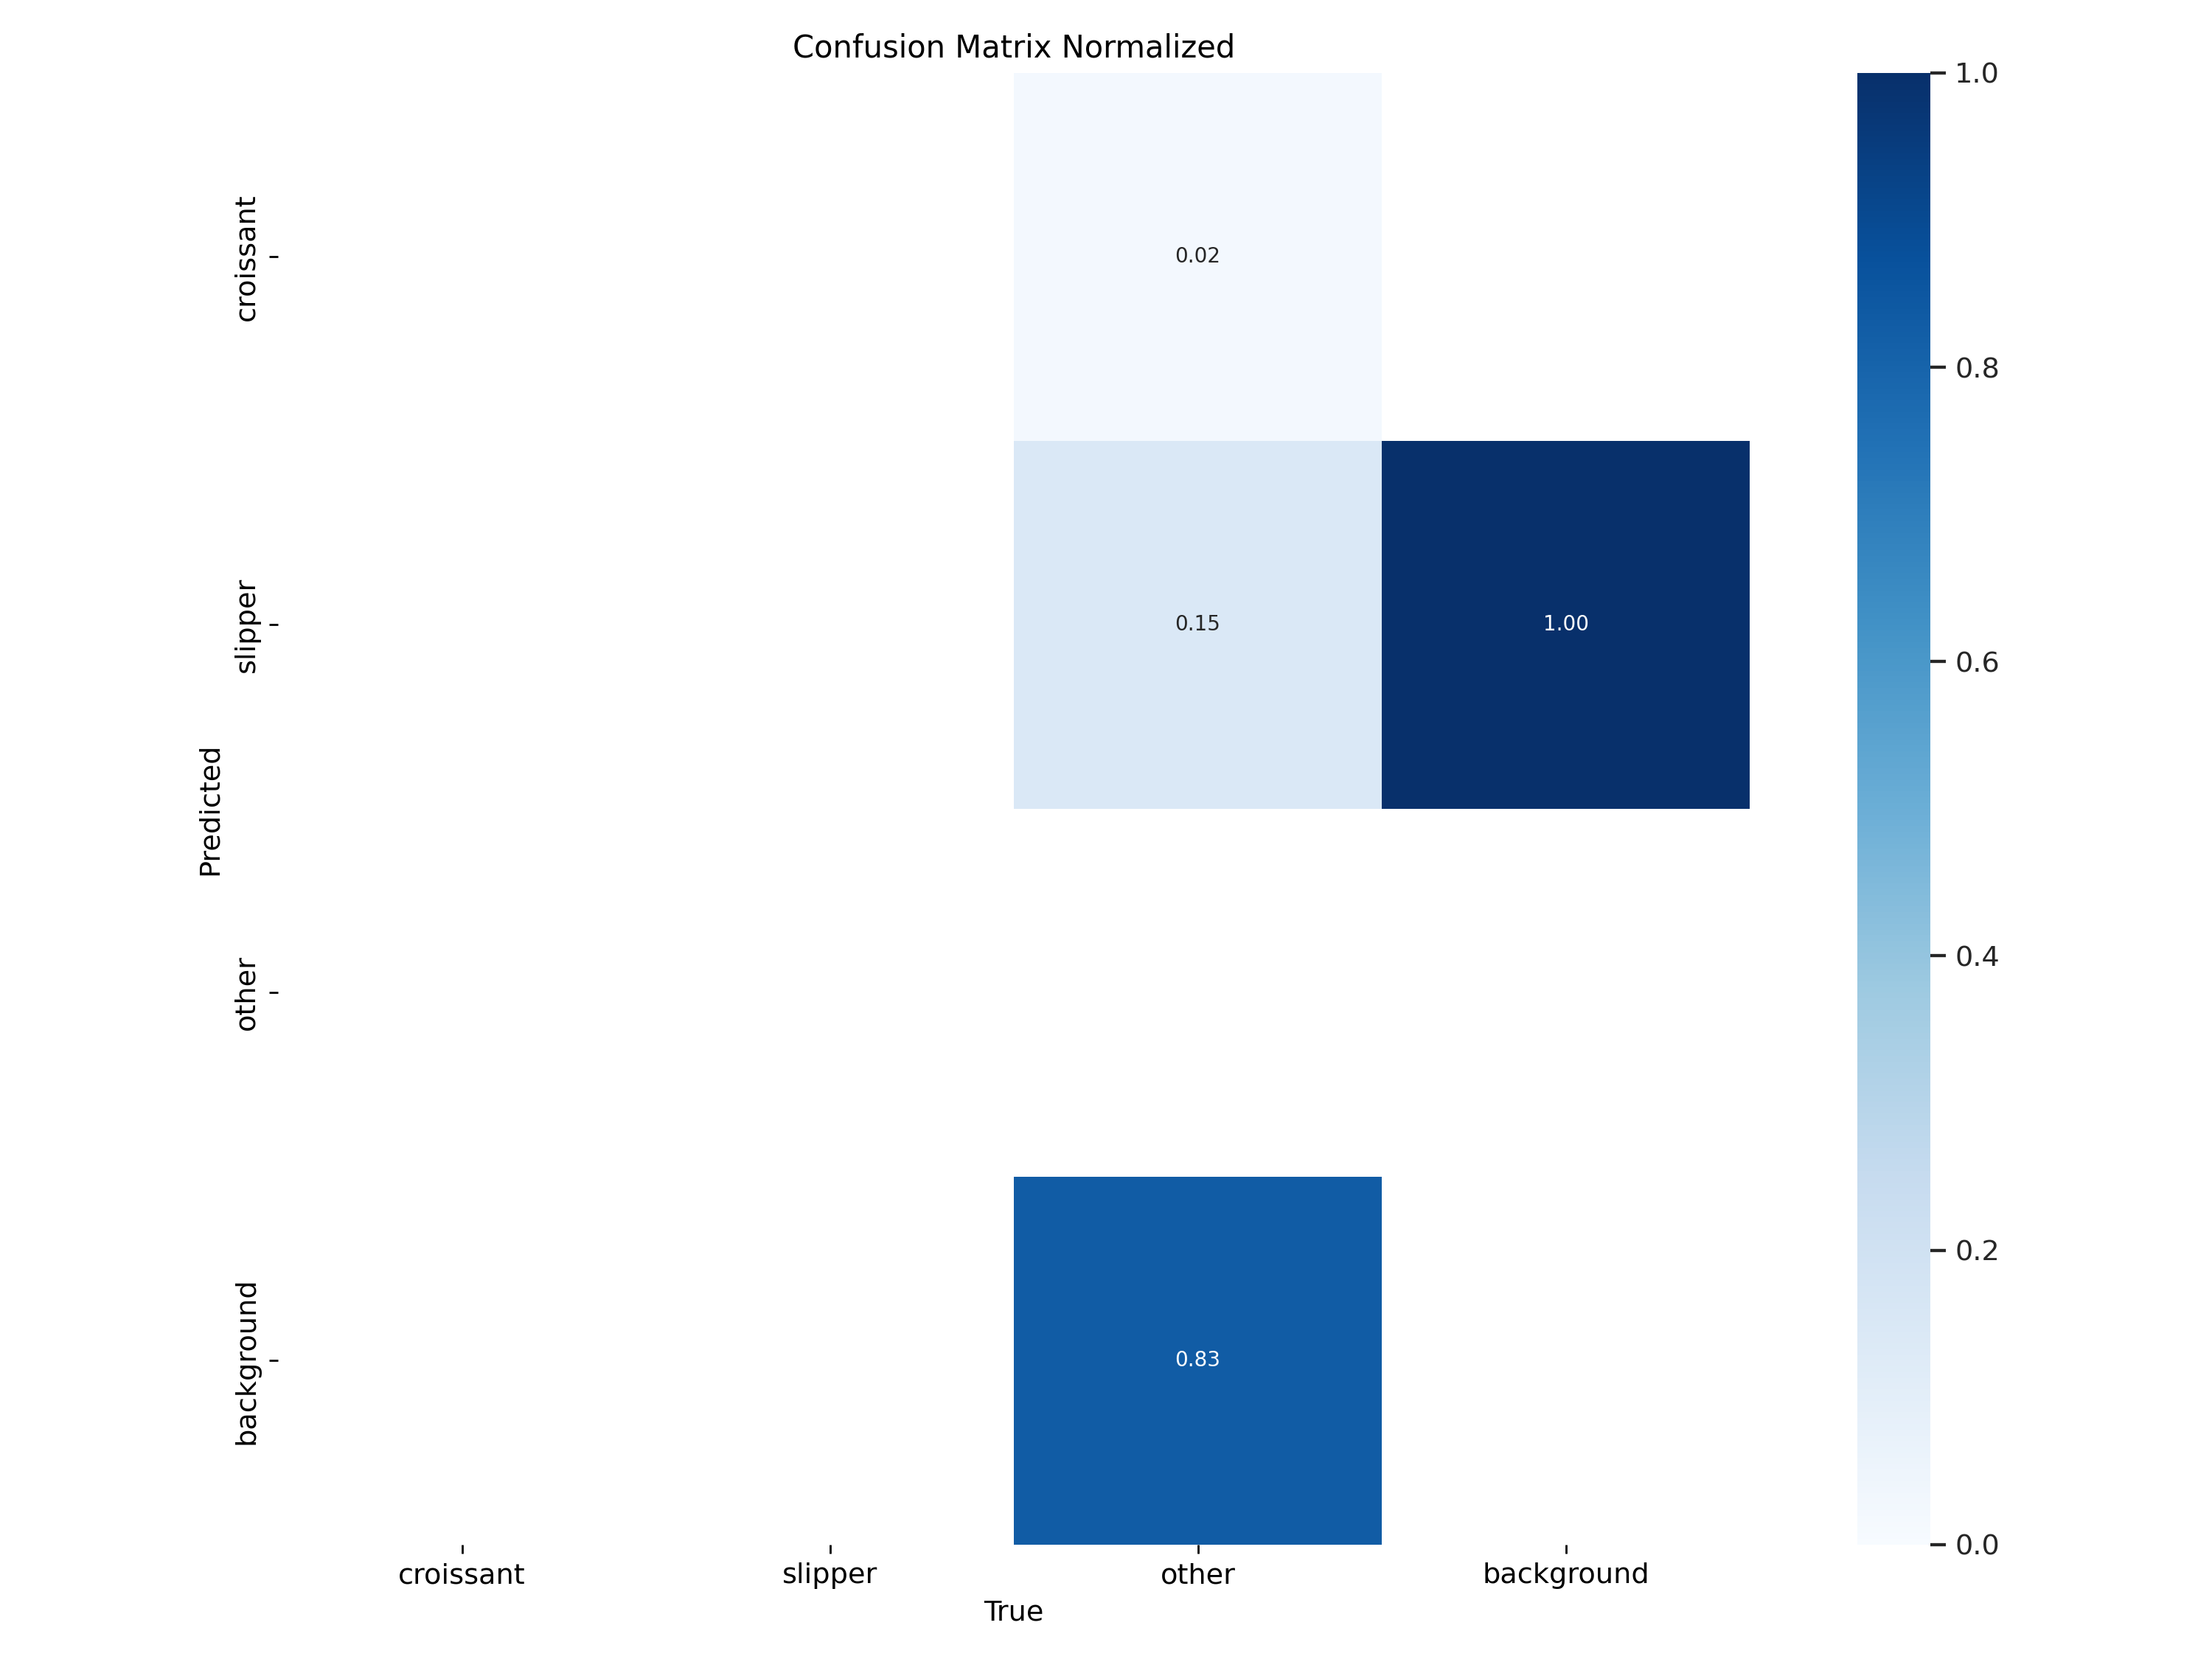 Confusion Matrix Normalized
croissant
slipper
other
background
Predicted
0.02
0.15
1.00
0.83
croissant
slipper
other
background
True
1.0
0.8
0.6
0.4
0.2
0.0